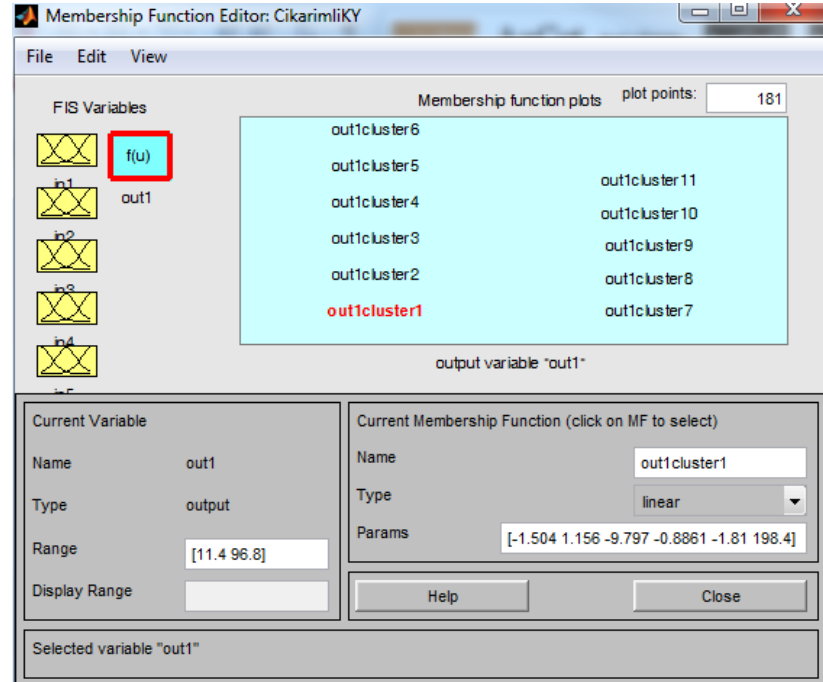 Membership Function Editor: CikarimliKY
File Edit View
FIS Variables
Membership function plots plot points: 181
f(u)
in1
out1
in2
in3
in4
in5
out1cluster6
out1cluster5
out1cluster4
out1cluster3
out1cluster2
out1cluster1
out1cluster11
out1cluster10
out1cluster9
out1cluster8
out1cluster7
output variable "out1"
Current Variable
Name out1
Type output
Range [11.4 96.8]
Display Range
Current Membership Function (click on MF to select)
Name out1cluster1
Type linear
Params [-1.504 1.156 -9.797 -0.8861 -1.81 198.4]
Help Close
Selected variable "out1"